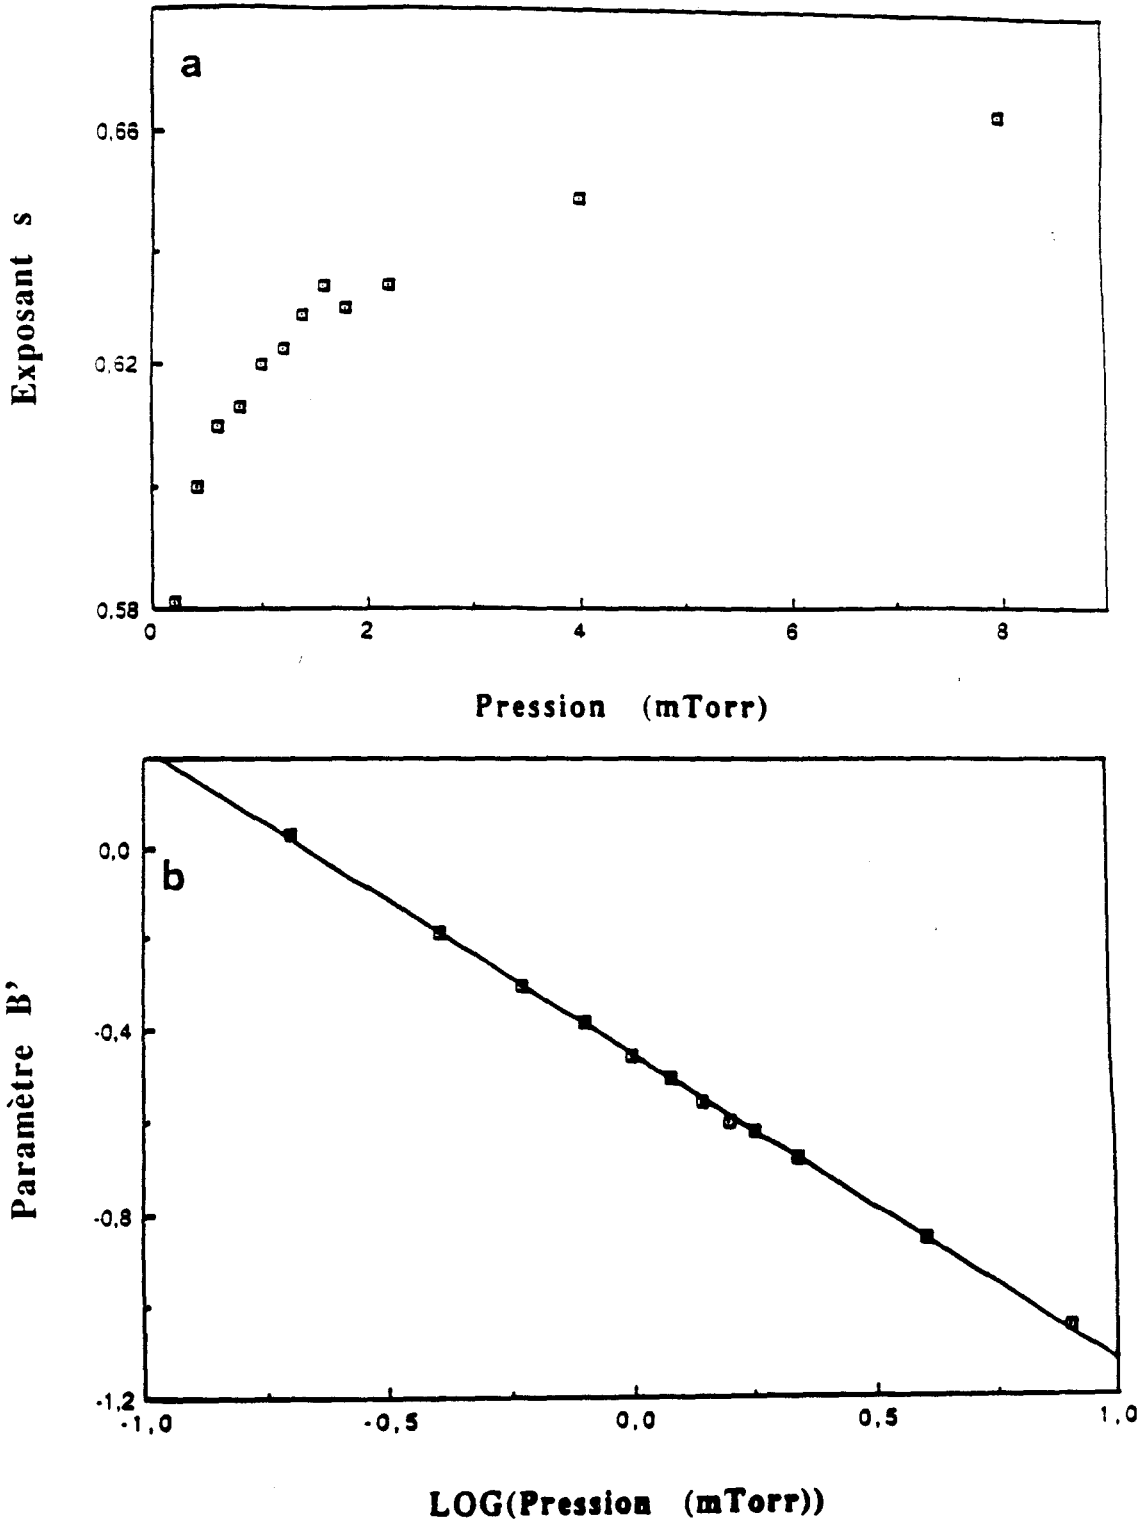 a
0,66
0,62
0,58
Exposant s
0 2 4 6 8
Pression (mTorr)
b
0,0
-0,4
-0,8
-1,2
Paramètre B'
-1,0 -0,5 0,0 0,5 1,0
LOG(Pression (mTorr))